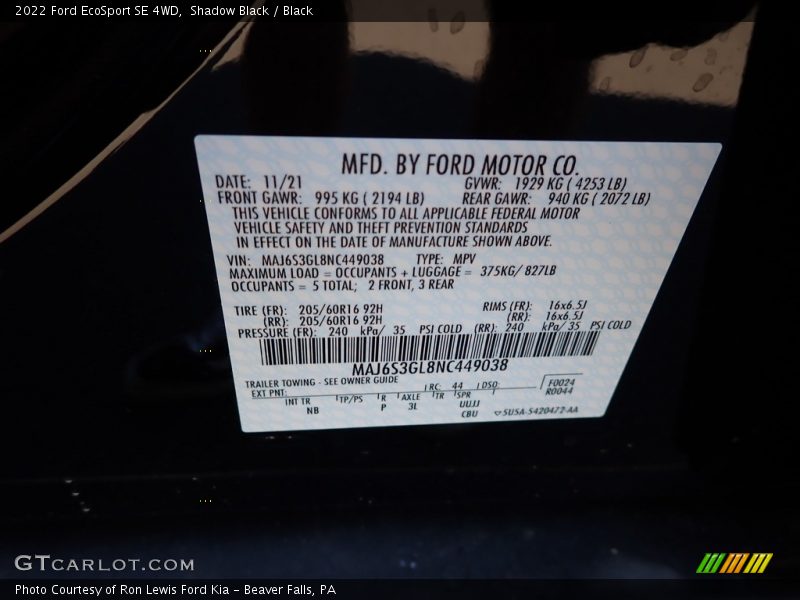 2022 Ford EcoSport SE 4WD, Shadow Black / Black
MFD. BY FORD MOTOR CO.
DATE: 11/21 GVWR: 1929 KG ( 4253 LB)
FRONT GAWR: 995 KG ( 2194 LB) REAR GAWR: 940 KG ( 2072 LB)
THIS VEHICLE CONFORMS TO ALL APPLICABLE FEDERAL MOTOR
VEHICLE SAFETY AND THEFT PREVENTION STANDARDS
IN EFFECT ON THE DATE OF MANUFACTURE SHOWN ABOVE.
VIN: MAJ6S3GL8NC449038 TYPE: MPV
MAXIMUM LOAD = OCCUPANTS + LUGGAGE = 375KG/ 827LB
OCCUPANTS = 5 TOTAL; 2 FRONT, 3 REAR
TIRE (FR): 205/60R16 92H RIMS (FR): 16x6.5J
(RR): 205/60R16 92H (RR): 16x6.5J
PRESSURE (FR): 240 kPa/ 35 PSI COLD (RR): 240 kPa/ 35 PSI COLD
MAJ6S3GL8NC449038
TRAILER TOWING - SEE OWNER GUIDE RC: 44 DSO: F0024
EXT PNT: R0044
INT TR TP/PS R AXLE TR SPR
NB P 3L UUJJ
CBU 5USA-5420472-AA
GTCARLOT.COM
Photo Courtesy of Ron Lewis Ford Kia - Beaver Falls, PA